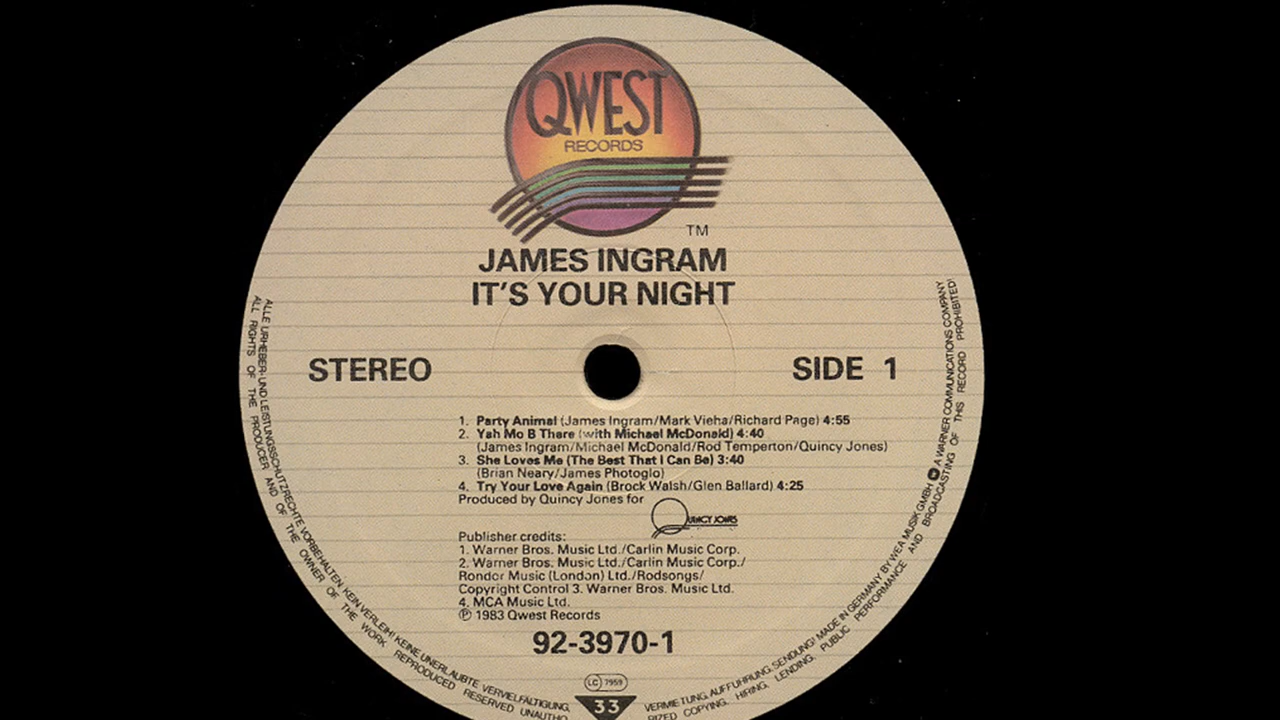 QWEST
RECORDS
TM
JAMES INGRAM
IT'S YOUR NIGHT
STEREO
SIDE 1
1. Party Animal (James Ingram/Mark Vieha/Richard Page) 4:55
2. Yah Mo B There (with Michael McDonald) 4:40
(James Ingram/Michael McDonald/Rod Temperton/Quincy Jones)
3. She Loves Me (The Best That I Can Be) 3:40
(Brian Neary/James Photoglo)
4. Try Your Love Again (Brock Walsh/Glen Ballard) 4:25
Produced by Quincy Jones for
QUINCY JONES
Publisher credits:
1. Warner Bros. Music Ltd./Carlin Music Corp.
2. Warner Bros. Music Ltd./Carlin Music Corp./
Rondor Music (London) Ltd./Rodsongs/
Copyright Control 3. Warner Bros. Music Ltd.
4. MCA Music Ltd.
℗ 1983 Qwest Records
92-3970-1
LC 7959
33
ALLE URHEBER- UND LEISTUNGSSCHUTZRECHTE VORBEHALTEN. KEIN VERLEIH! KEINE UNERLAUBTE VERVIELFÄLTIGUNG,
VERMIETUNG, AUFFÜHRUNG, SENDUNG! MADE IN GERMANY BY WEA MUSIK GMBH A WARNER COMMUNICATIONS COMPANY
ALL RIGHTS OF THE PRODUCER AND OF THE OWNER OF THE WORK REPRODUCED RESERVED UNAUTHO
RIZED COPYING, HIRING, LENDING, PUBLIC PERFORMANCE AND BROADCASTING OF THIS RECORD PROHIBITED!